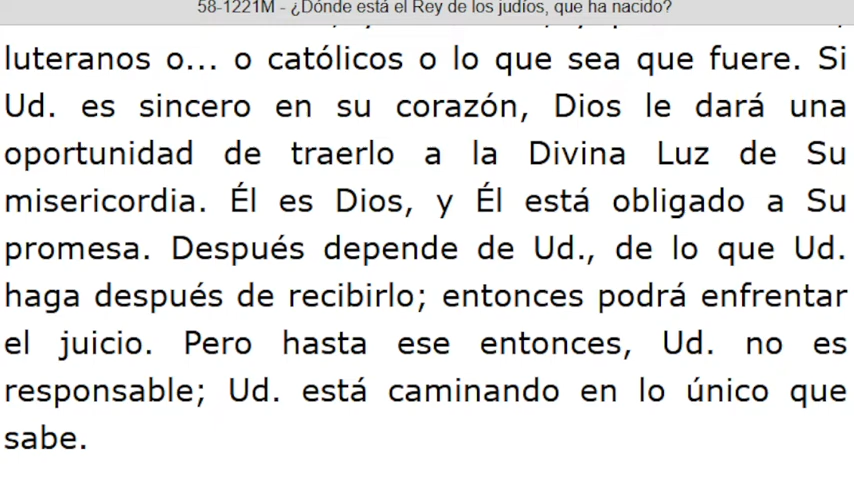 58-1221M - ¿Dónde está el Rey de los judíos, que ha nacido?
luteranos o... o católicos o lo que sea que fuere. Si
Ud. es sincero en su corazón, Dios le dará una
oportunidad de traerlo a la Divina Luz de Su
misericordia. Él es Dios, y Él está obligado a Su
promesa. Después depende de Ud., de lo que Ud.
haga después de recibirlo; entonces podrá enfrentar
el juicio. Pero hasta ese entonces, Ud. no es
responsable; Ud. está caminando en lo único que
sabe.